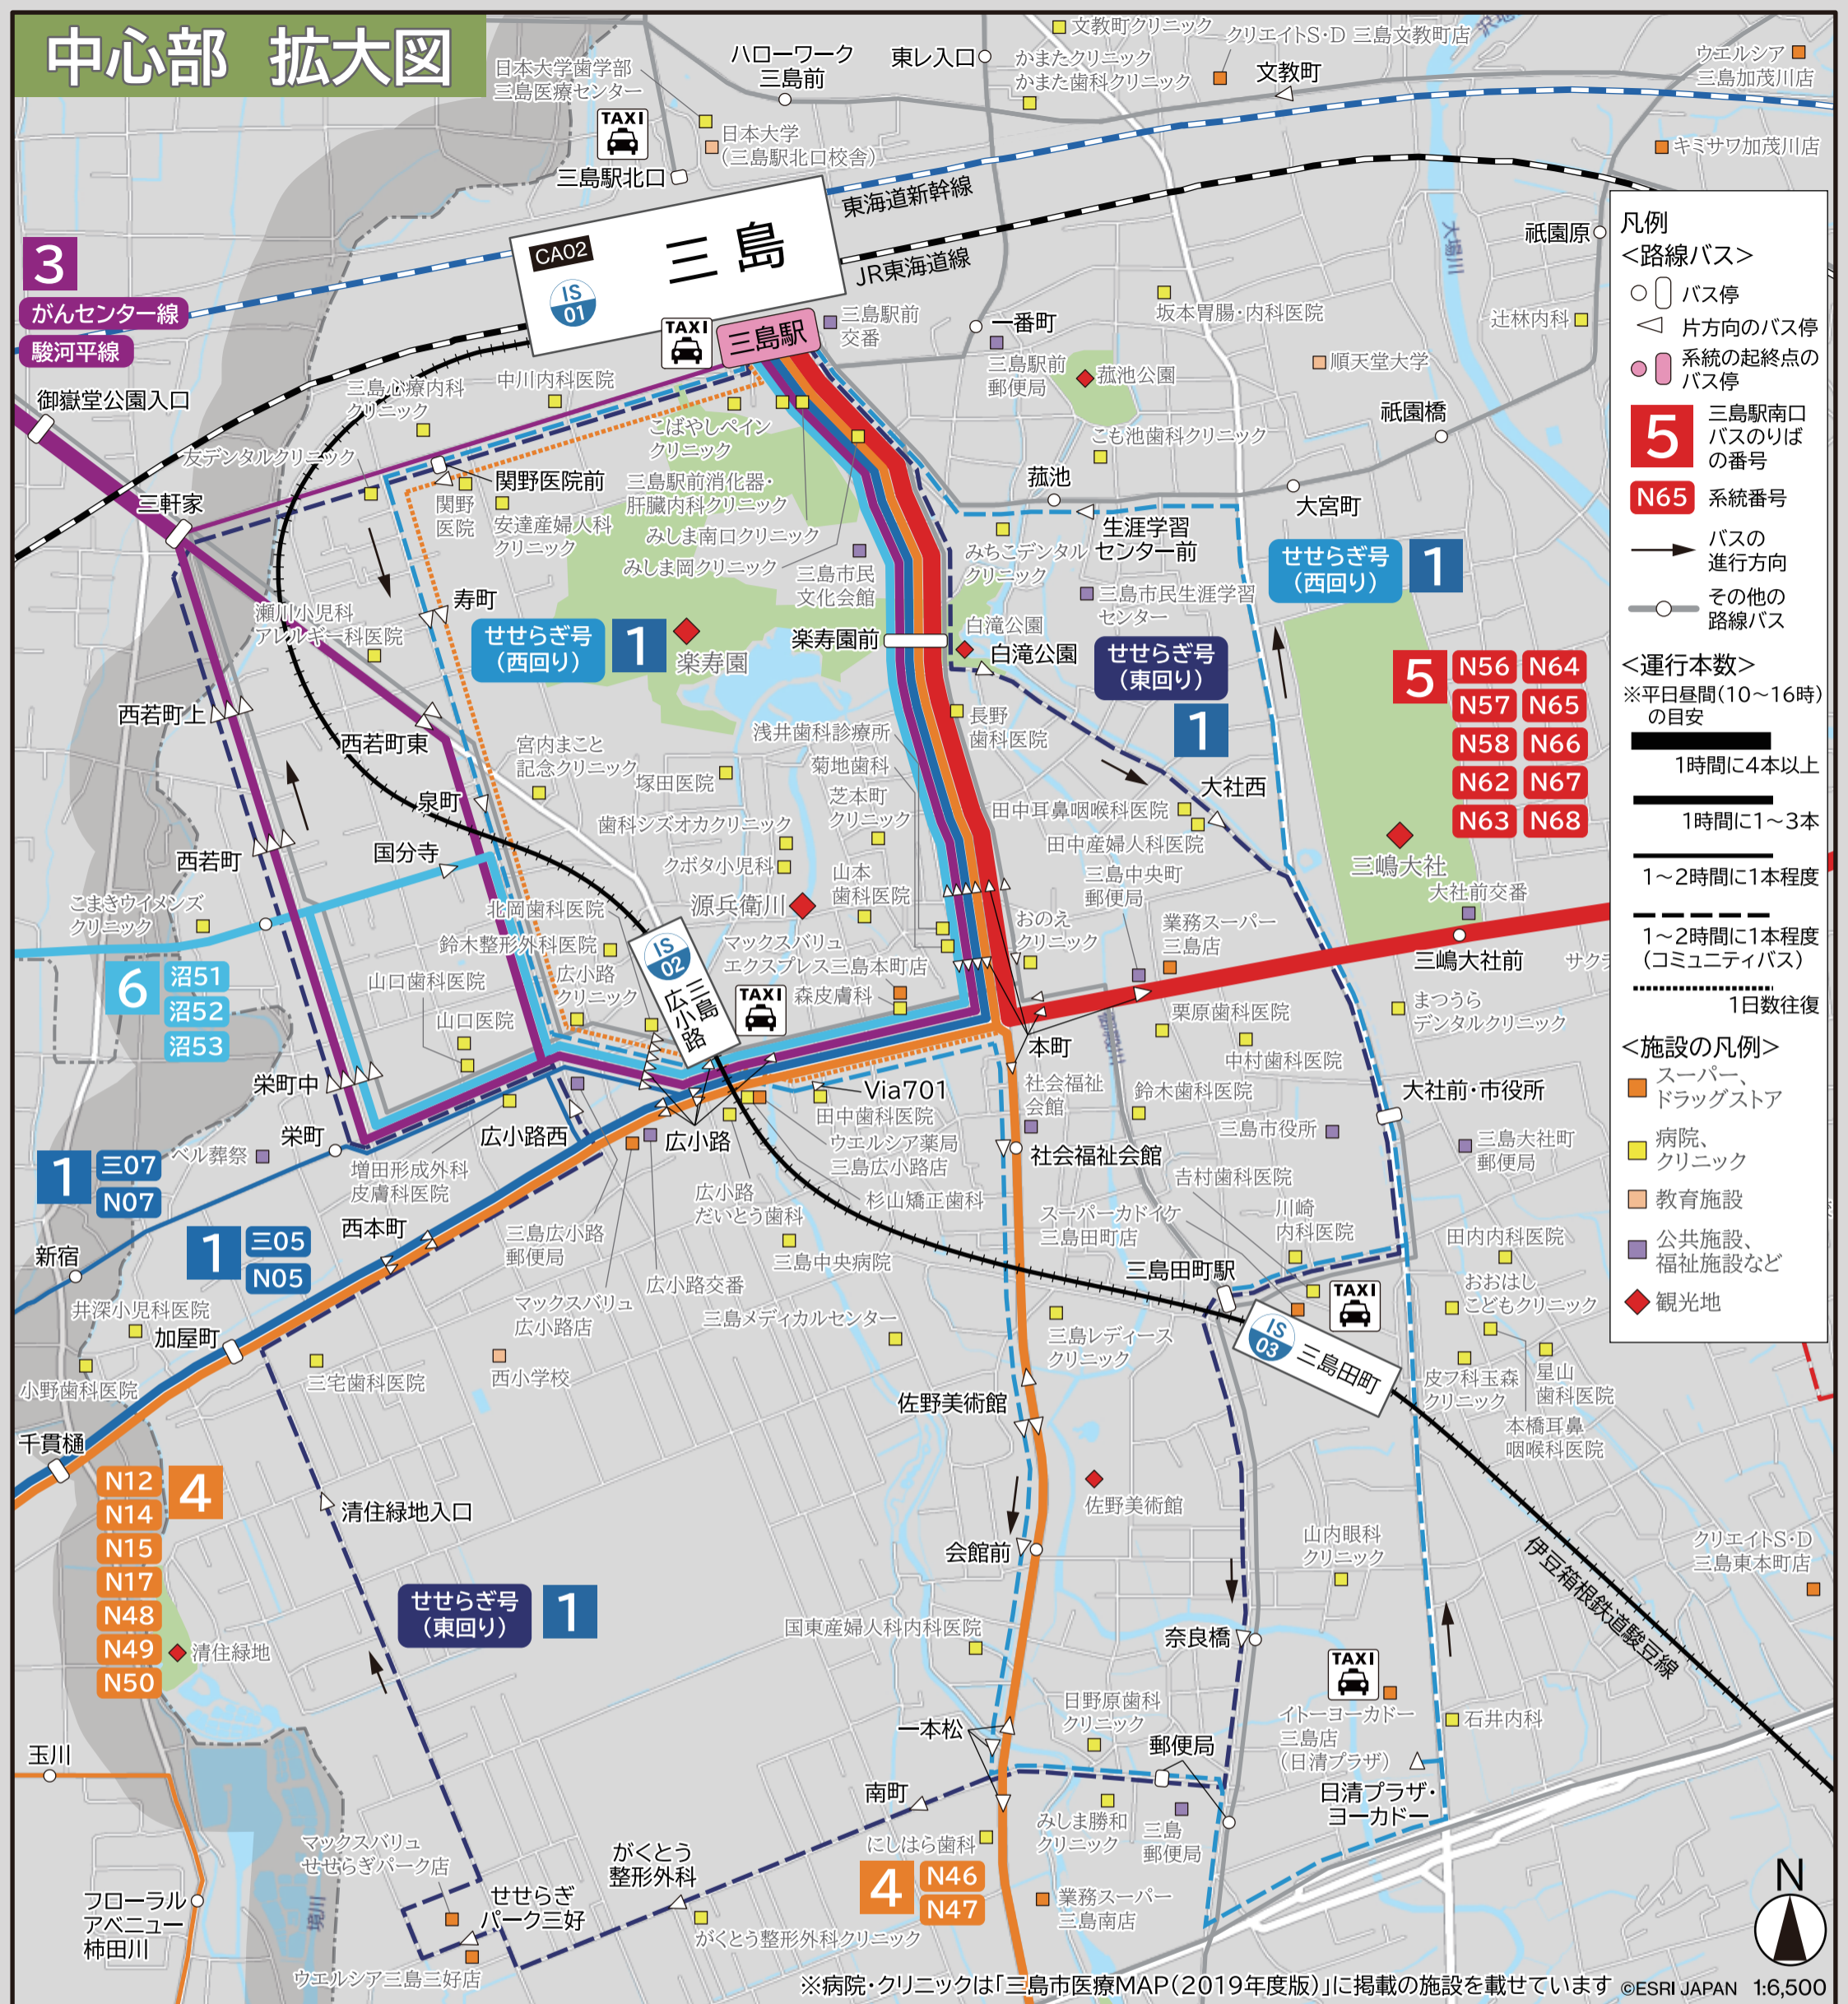 中心部 拡大図
日本大学歯学部
三島医療センター
ハローワーク
三島前
東レ入口
文教町クリニック
かまたクリニック
かまた歯科クリニック
クリエイトS・D 三島文教町店
文教町
ウエルシア
三島加茂川店
キミサワ加茂川店
TAXI
日本大学
(三島駅北口校舎)
三島駅北口
東海道新幹線
JR東海道線
CA02
IS
01
三島
大場川
祇園原
3
がんセンター線
駿河平線
御嶽堂公園入口
三島心療内科
クリニック
中川内科医院
TAXI
三島駅
三島駅前
交番
一番町
三島駅前
郵便局
菰池公園
坂本胃腸・内科医院
辻林内科
順天堂大学
祇園橋
友デンタルクリニック
三軒家
関野医院前
関野
医院
安達産婦人科
クリニック
こばやしペイン
クリニック
三島駅前消化器・
肝臓内科クリニック
みしま南口クリニック
みしま岡クリニック
三島市民
文化会館
こも池歯科クリニック
菰池
大宮町
生涯学習
センター前
みちこデンタル
クリニック
三島市民生涯学習
センター
せせらぎ号
(西回り)
1
瀬川小児科
アレルギー科医院
寿町
せせらぎ号
(西回り)
1
楽寿園
楽寿園前
白滝公園
白滝公園
せせらぎ号
(東回り)
1
5
N56 N64
N57 N65
N58 N66
N62 N67
N63 N68
西若町上
西若町東
宮内まこと
記念クリニック
塚田医院
浅井歯科診療所
菊地歯科
長野
歯科医院
大社西
泉町
歯科シズオカクリニック
芝本町
クリニック
田中耳鼻咽喉科医院
田中産婦人科医院
三嶋大社
西若町
国分寺
クボタ小児科
山本
歯科医院
三島中央町
郵便局
大社前交番
こまきウイメンズ
クリニック
北岡歯科医院
源兵衛川
おのえ
クリニック
業務スーパー
三島店
鈴木整形外科医院
IS
02
三島
広小路
マックスバリュ
エクスプレス三島本町店
三嶋大社前
6
沼51
沼52
沼53
山口歯科医院
広小路
クリニック
TAXI
森皮膚科
栗原歯科医院
まつうら
デンタルクリニック
山口医院
本町
中村歯科医院
栄町中
Via701
社会福祉
会館
鈴木歯科医院
大社前・市役所
栄町
ベル葬祭
広小路西
広小路
田中歯科医院
ウエルシア薬局
三島広小路店
三島市役所
三島大社町
郵便局
1
三07
N07
増田形成外科
皮膚科医院
社会福祉会館
吉村歯科医院
杉山矯正歯科
広小路
だいとう歯科
スーパーカドイケ
三島田町店
川崎
内科医院
田内内科医院
1
三05
N05
西本町
三島広小路
郵便局
三島中央病院
三島田町駅
おおはし
こどもクリニック
新宿
広小路交番
TAXI
井深小児科医院
加屋町
マックスバリュ
広小路店
三島メディカルセンター
三島レディース
クリニック
IS
03
三島田町
小野歯科医院
三宅歯科医院
西小学校
皮フ科玉森
クリニック
星山
歯科医院
本橋耳鼻
咽喉科医院
佐野美術館
千貫樋
N12
N14
N15
N17
N48
N49
N50
4
清住緑地入口
佐野美術館
会館前
山内眼科
クリニック
伊豆箱根鉄道駿豆線
クリエイトS・D
三島東本町店
せせらぎ号
(東回り)
1
国東産婦人科内科医院
奈良橋
清住緑地
TAXI
日野原歯科
クリニック
イトーヨーカドー
三島店
(日清プラザ)
石井内科
一本松
郵便局
玉川
南町
日清プラザ・
ヨーカドー
みしま勝和
クリニック
三島
郵便局
にしはら歯科
マックスバリュ
せせらぎパーク店
がくとう
整形外科
4
N46
N47
フローラル
アベニュー
柿田川
境川
せせらぎ
パーク三好
業務スーパー
三島南店
がくとう整形外科クリニック
ウエルシア三島三好店
N
※病院・クリニックは「三島市医療MAP(2019年度版)」に掲載の施設を載せています ©ESRI JAPAN 1:6,500
凡例
<路線バス>
バス停
片方向のバス停
系統の起終点の
バス停
5
三島駅南口
バスのりば
の番号
N65
系統番号
バスの
進行方向
その他の
路線バス
<運行本数>
※平日昼間(10~16時)
の目安
1時間に4本以上
1時間に1~3本
1~2時間に1本程度
1~2時間に1本程度
(コミュニティバス)
1日数往復
<施設の凡例>
スーパー、
ドラッグストア
病院、
クリニック
教育施設
公共施設、
福祉施設など
観光地